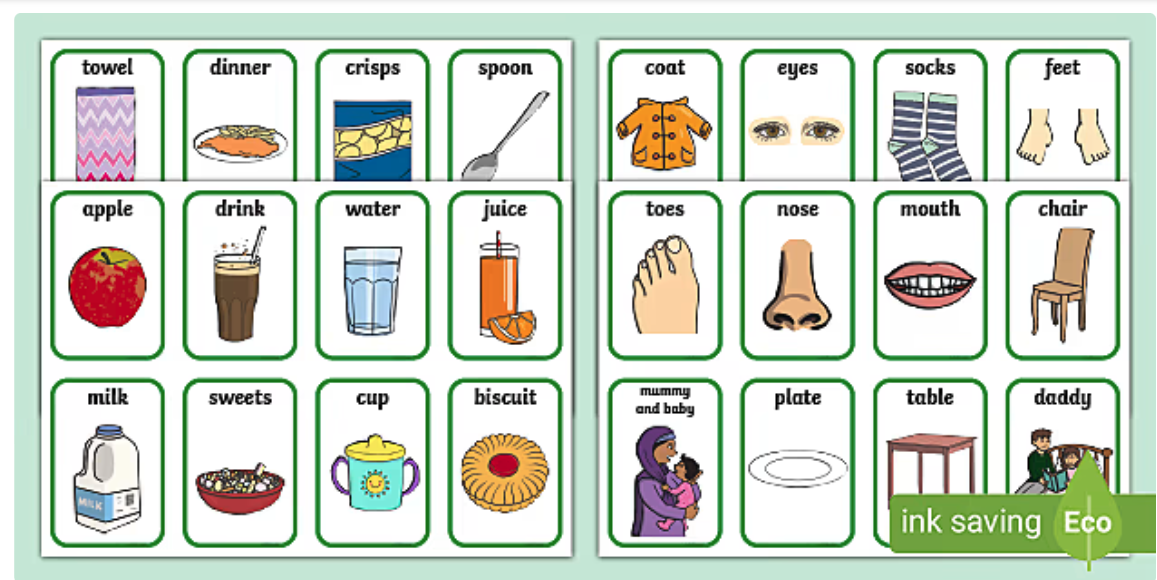 towel dinner crisps spoon
apple drink water juice
milk sweets cup biscuit
MILK
coat eyes socks feet
toes nose mouth chair
mummy
and baby
plate table daddy
ink saving Eco